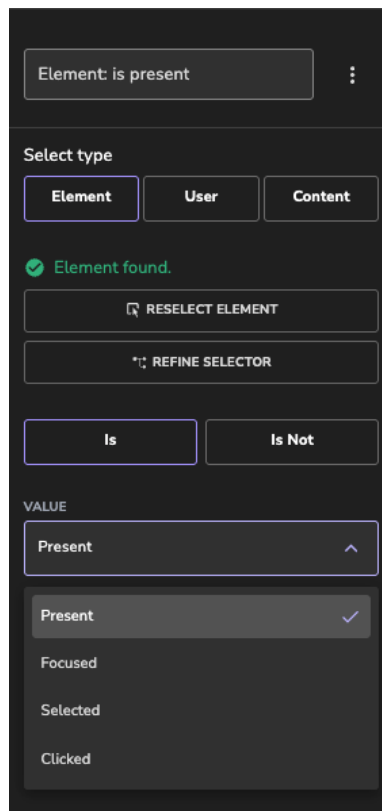 Element: is present
Select type
Element User Content
Element found.
RESELECT ELEMENT
REFINE SELECTOR
Is Is Not
VALUE
Present
Present
Focused
Selected
Clicked